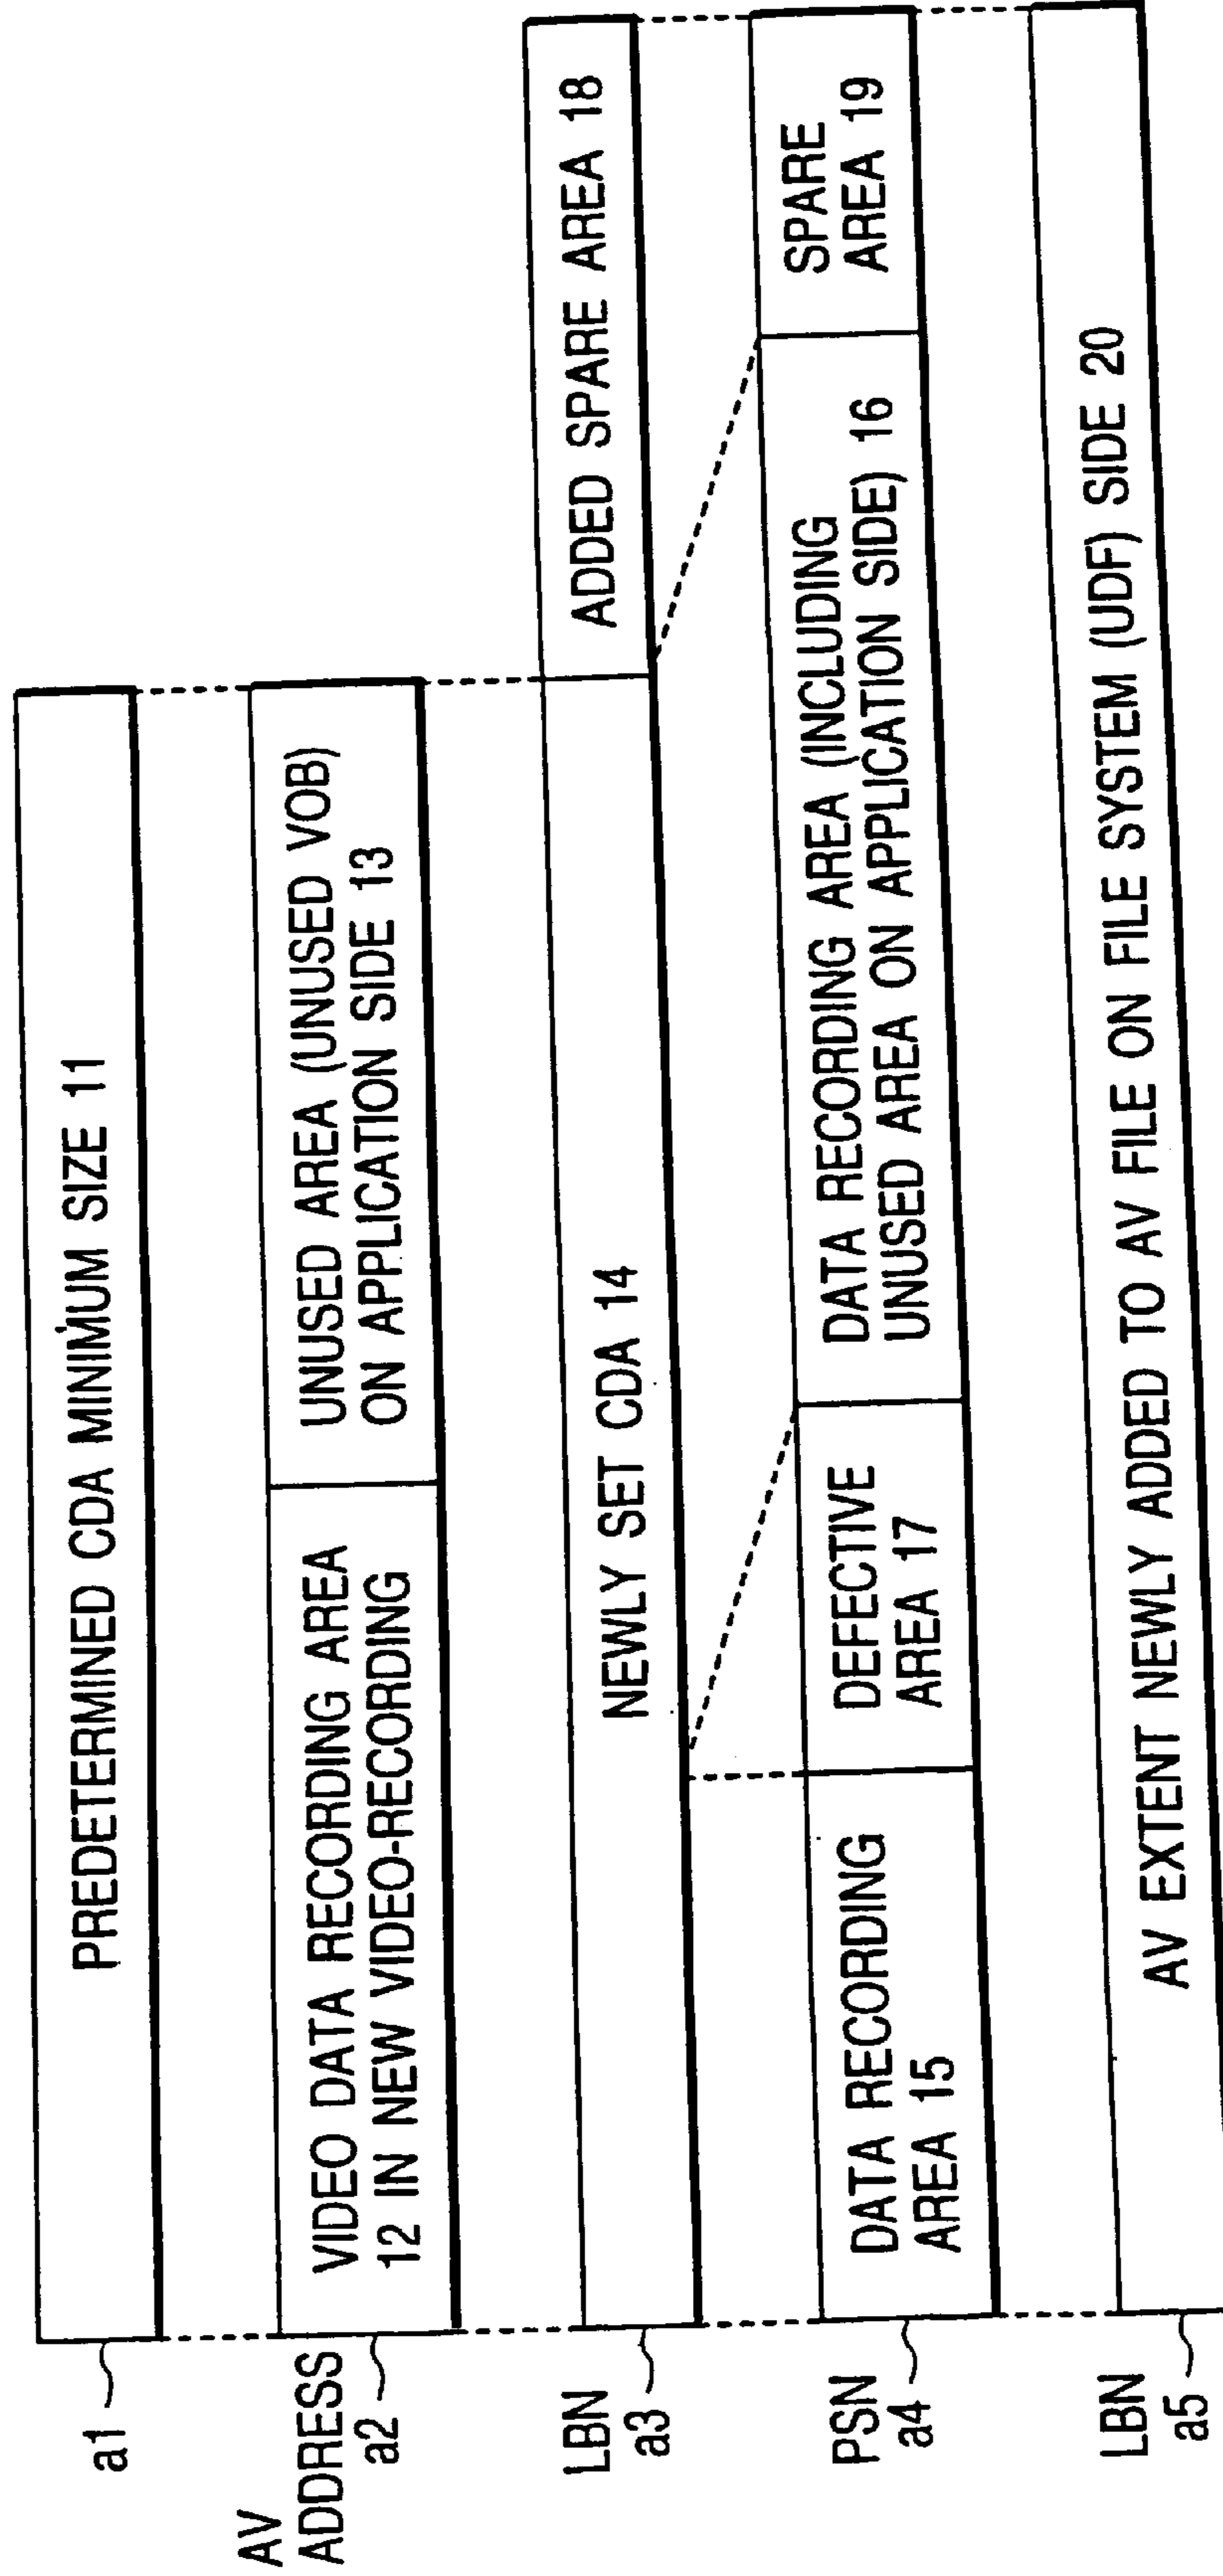 a1
PREDETERMINED CDA MINIMUM SIZE 11
AV
ADDRESS
a2
VIDEO DATA RECORDING AREA
12 IN NEW VIDEO-RECORDING
UNUSED AREA (UNUSED VOB)
ON APPLICATION SIDE 13
LBN
a3
NEWLY SET CDA 14
ADDED SPARE AREA 18
PSN
a4
DATA RECORDING
AREA 15
DEFECTIVE
AREA 17
DATA RECORDING AREA (INCLUDING
UNUSED AREA ON APPLICATION SIDE) 16
SPARE
AREA 19
LBN
a5
AV EXTENT NEWLY ADDED TO AV FILE ON FILE SYSTEM (UDF) SIDE 20